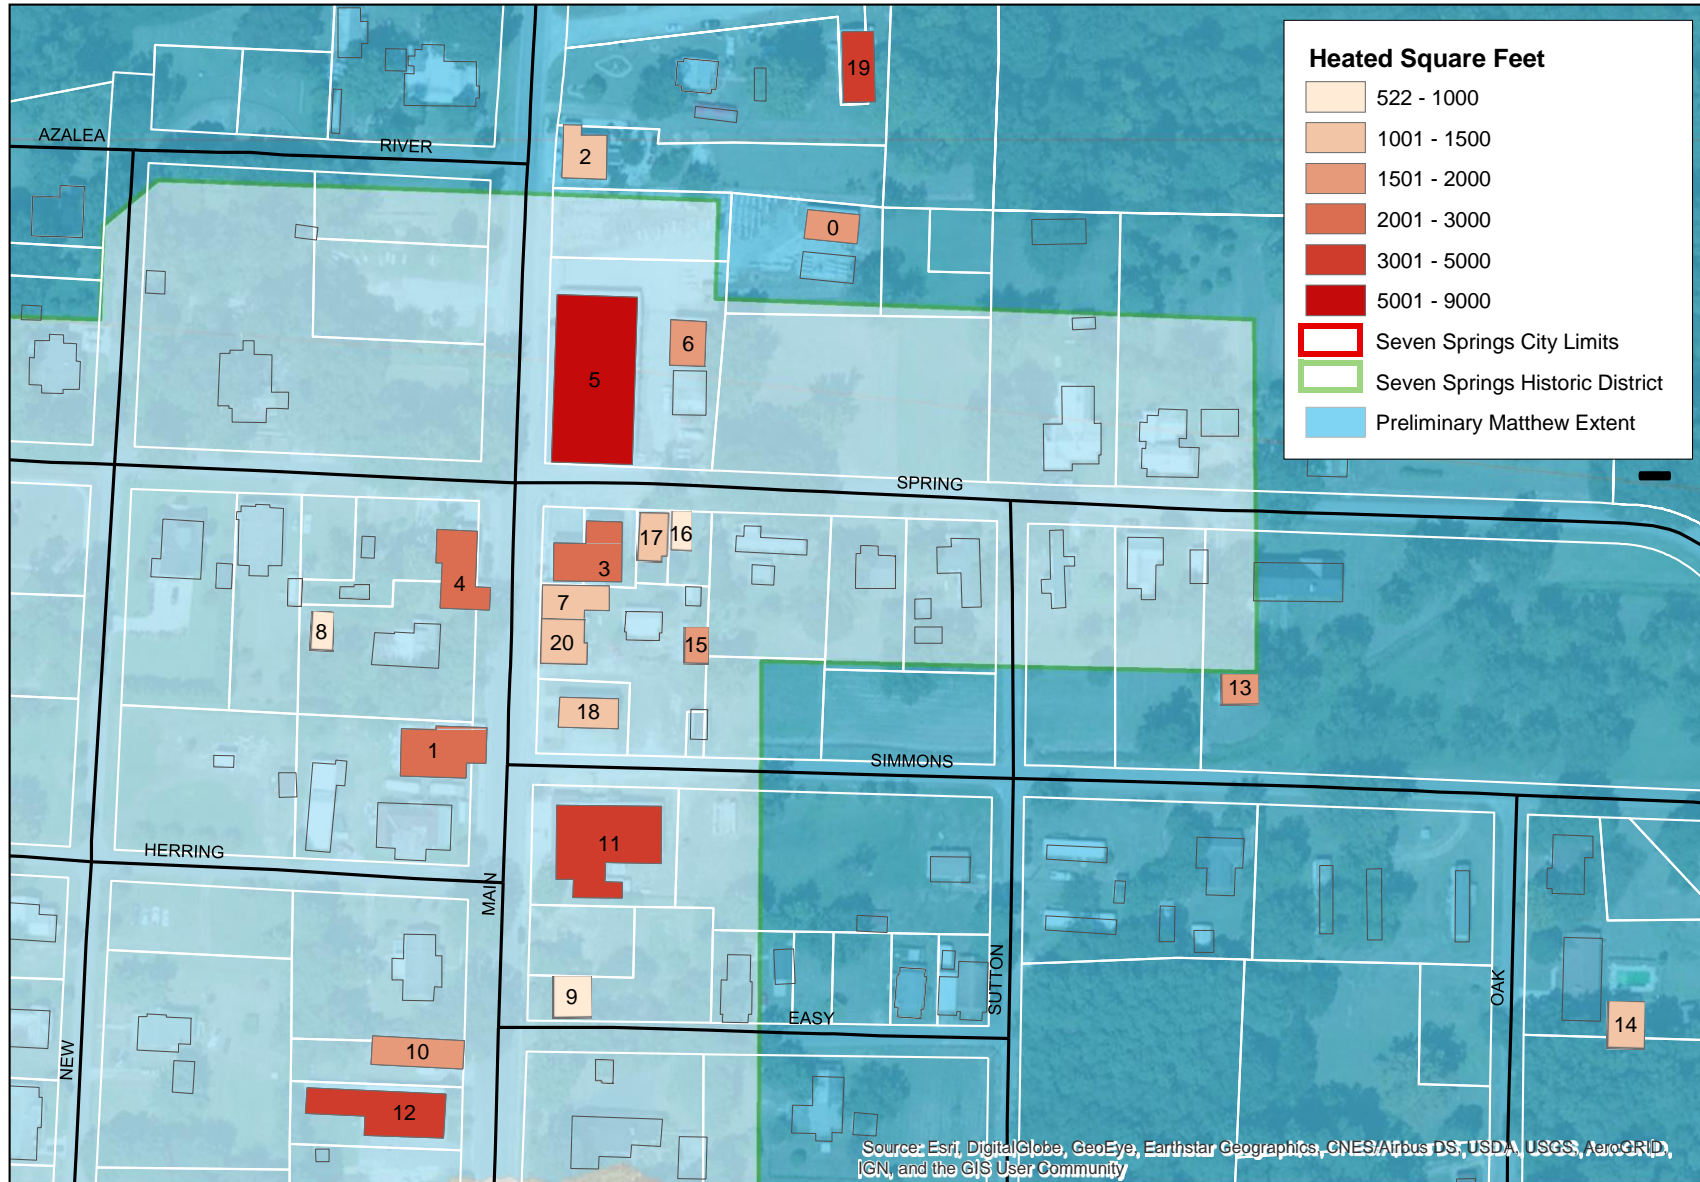 Heated Square Feet
522 - 1000
1001 - 1500
1501 - 2000
2001 - 3000
3001 - 5000
5001 - 9000
Seven Springs City Limits
Seven Springs Historic District
Preliminary Matthew Extent
19
AZALEA
RIVER
2
0
6
5
SPRING
17
16
3
4
7
8
20
15
13
18
1
SIMMONS
11
HERRING
MAIN
SUTTON
OAK
9
EASY
14
10
NEW
12
Source: Esri, DigitalGlobe, GeoEye, Earthstar Geographics, CNES/Airbus DS, USDA, USGS, AeroGRID,
IGN, and the GIS User Community